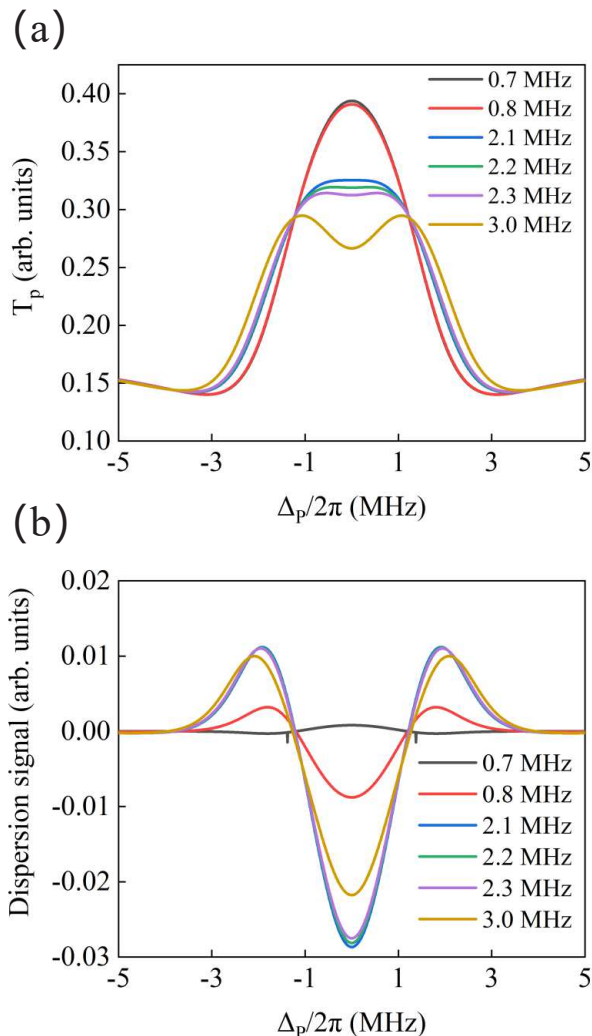 (a)
0.40
0.35
0.30
0.25
0.20
0.15
0.10
T_p (arb. units)
0.7 MHz
0.8 MHz
2.1 MHz
2.2 MHz
2.3 MHz
3.0 MHz
-5 -3 -1 1 3 5
Δ_P/2π (MHz)
(b)
0.02
0.01
0.00
-0.01
-0.02
-0.03
Dispersion signal (arb. units)
0.7 MHz
0.8 MHz
2.1 MHz
2.2 MHz
2.3 MHz
3.0 MHz
-5 -3 -1 1 3 5
Δ_P/2π (MHz)